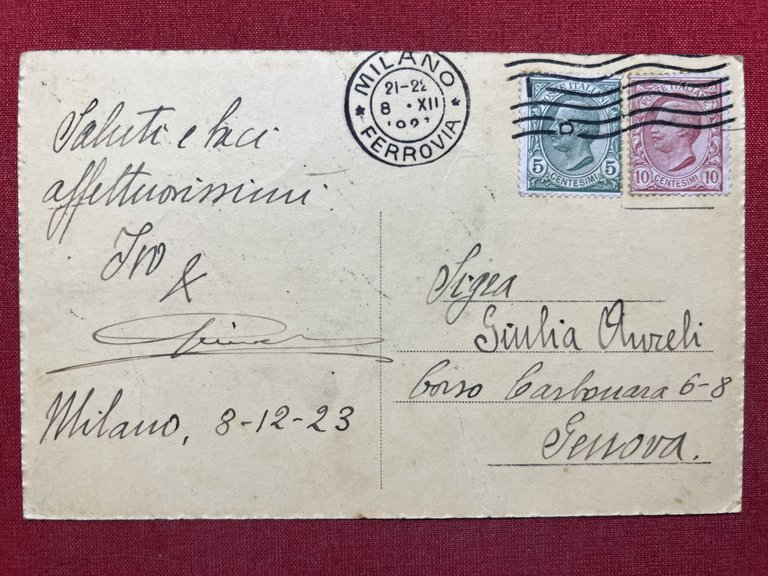 Saluti e baci
affettuosissimi
Ivo
&
Milano, 8-12-23
MILANO
21-22
8 · XII
FERROVIA
POSTE ITALIANE
5 CENTESIMI 5
POSTE ITALIANE
10 CENTESIMI 10
Sig.ra
Giulia Aureli
Corso Carbonara 6-8
Genova.